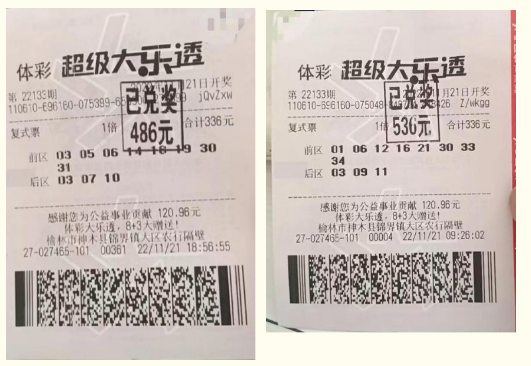 体彩 超级大乐透
第 22133期
21日开奖
jQvZxw
已兑奖
486元
复式票
1倍
合计336元
前区 03 05 06 14 18 19 30
31
后区 03 07 10
感谢您为公益事业贡献 120.96元
体彩大乐透，8+3大赠送!
榆林市神木县锦界镇大区农行隔壁
27-027465-101 00361 22/11/21 18:56:55
体彩 超级大乐透
第 22133期
月21日开奖
Z/wkgg
已兑奖
536元
复式票
1倍
合计336元
前区 01 06 12 16 21 30 33
34
后区 03 09 11
感谢您为公益事业贡献 120.96元
体彩大乐透，8+3大赠送!
榆林市神木县锦界镇大区农行隔壁
27-027465-101 00004 22/11/21 09:26:02